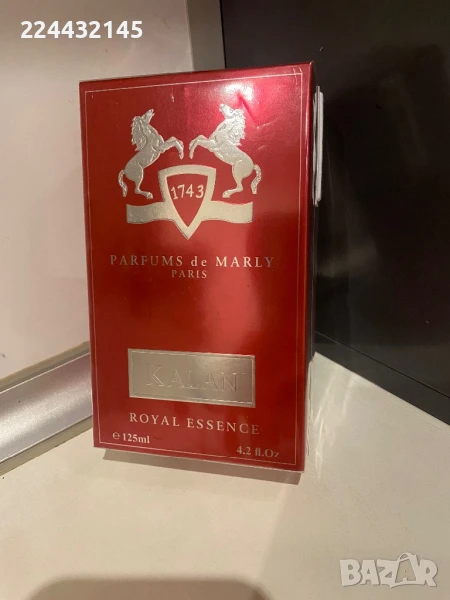 224432145
1743
PARFUMS de MARLY
PARIS
KALAN
ROYAL ESSENCE
e 125ml
4.2 fl.Oz
BAZAR